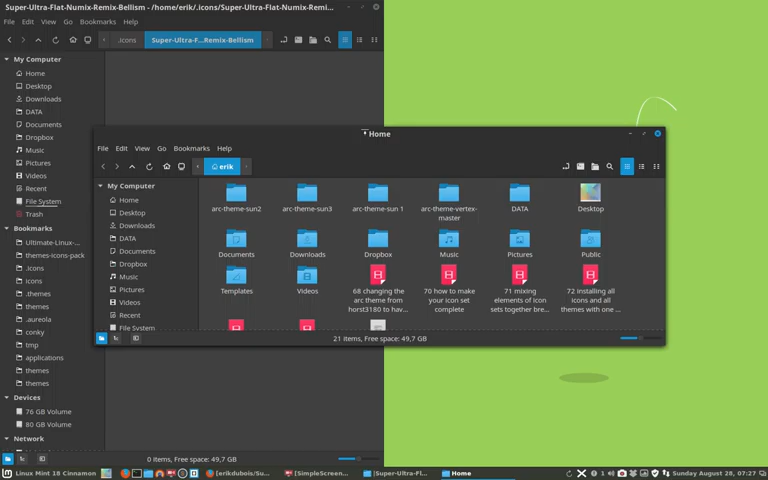 Super-Ultra-Flat-Numix-Remix-Bellism - /home/erik/.icons/Super-Ultra-Flat-Numix-Remi...
File Edit View Go Bookmarks Help
.icons Super-Ultra-F...Remix-Bellism
My Computer
Home
Desktop
Downloads
DATA
Documents
Dropbox
Music
Pictures
Videos
Recent
File System
Trash
Bookmarks
Ultimate-Linux-...
themes-icons-pack
.icons
icons
.themes
themes
.aureola
conky
tmp
applications
themes
themes
Devices
76 GB Volume
80 GB Volume
Network
0 items, Free space: 49,7 GB
Home
File Edit View Go Bookmarks Help
erik
My Computer
Home
Desktop
Downloads
DATA
Documents
Dropbox
Music
Pictures
Videos
Recent
File System
arc-theme-sun2 arc-theme-sun3 arc-theme-sun 1 arc-theme-vertex-master DATA Desktop
Documents Downloads Dropbox Music Pictures Public
Templates Videos
68 changing the arc theme from horst3180 to hav...
70 how to make your icon set complete
71 mixing elements of icon sets together bre...
72 installing all icons and all themes with one ...
21 items, Free space: 49,7 GB
Linux Mint 18 Cinnamon [erikdubois/Su... [SimpleScreen... [Super-Ultra-Fl... Home 1 Sunday August 28, 07:27